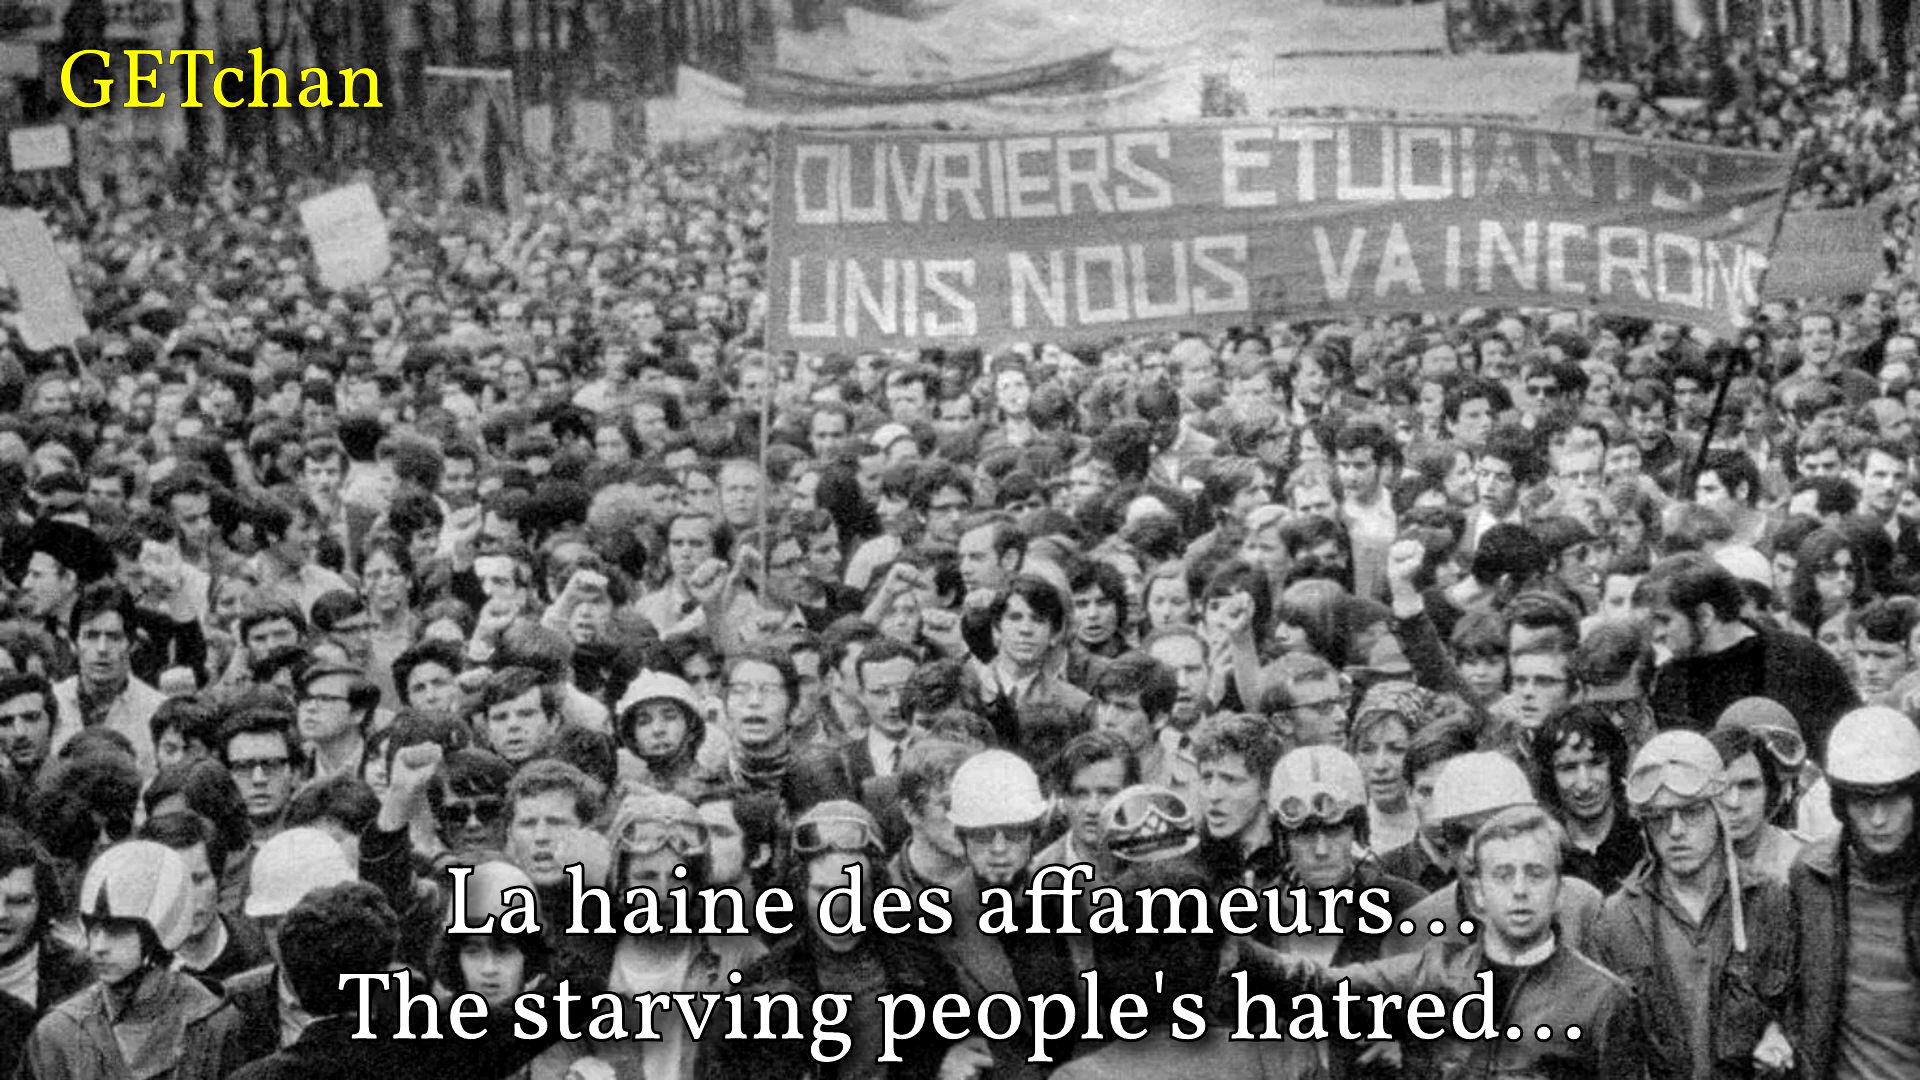 GETchan
OUVRIERS ETUDIANTS
UNIS NOUS VAINCRONS
La haine des affameurs...
The starving people's hatred...